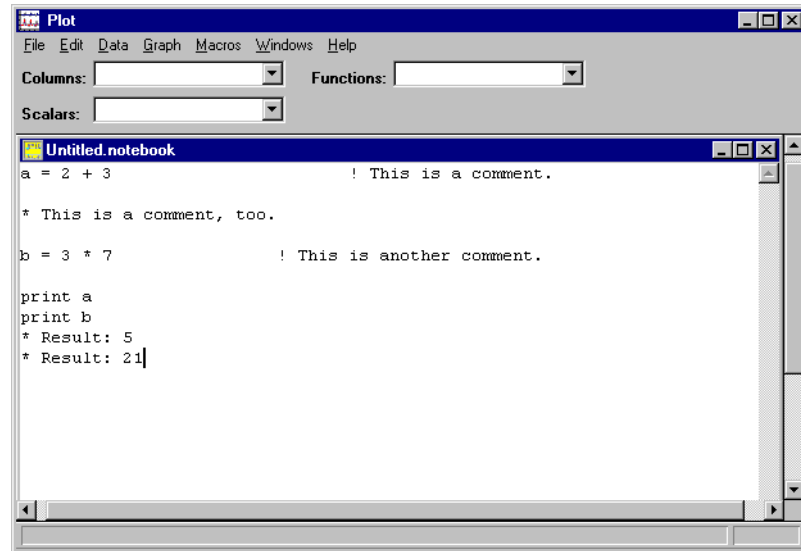 Plot
File Edit Data Graph Macros Windows Help
Columns: Functions:
Scalars:
Untitled.notebook
a = 2 + 3 ! This is a comment.
* This is a comment, too.
b = 3 * 7 ! This is another comment.
print a
print b
* Result: 5
* Result: 21